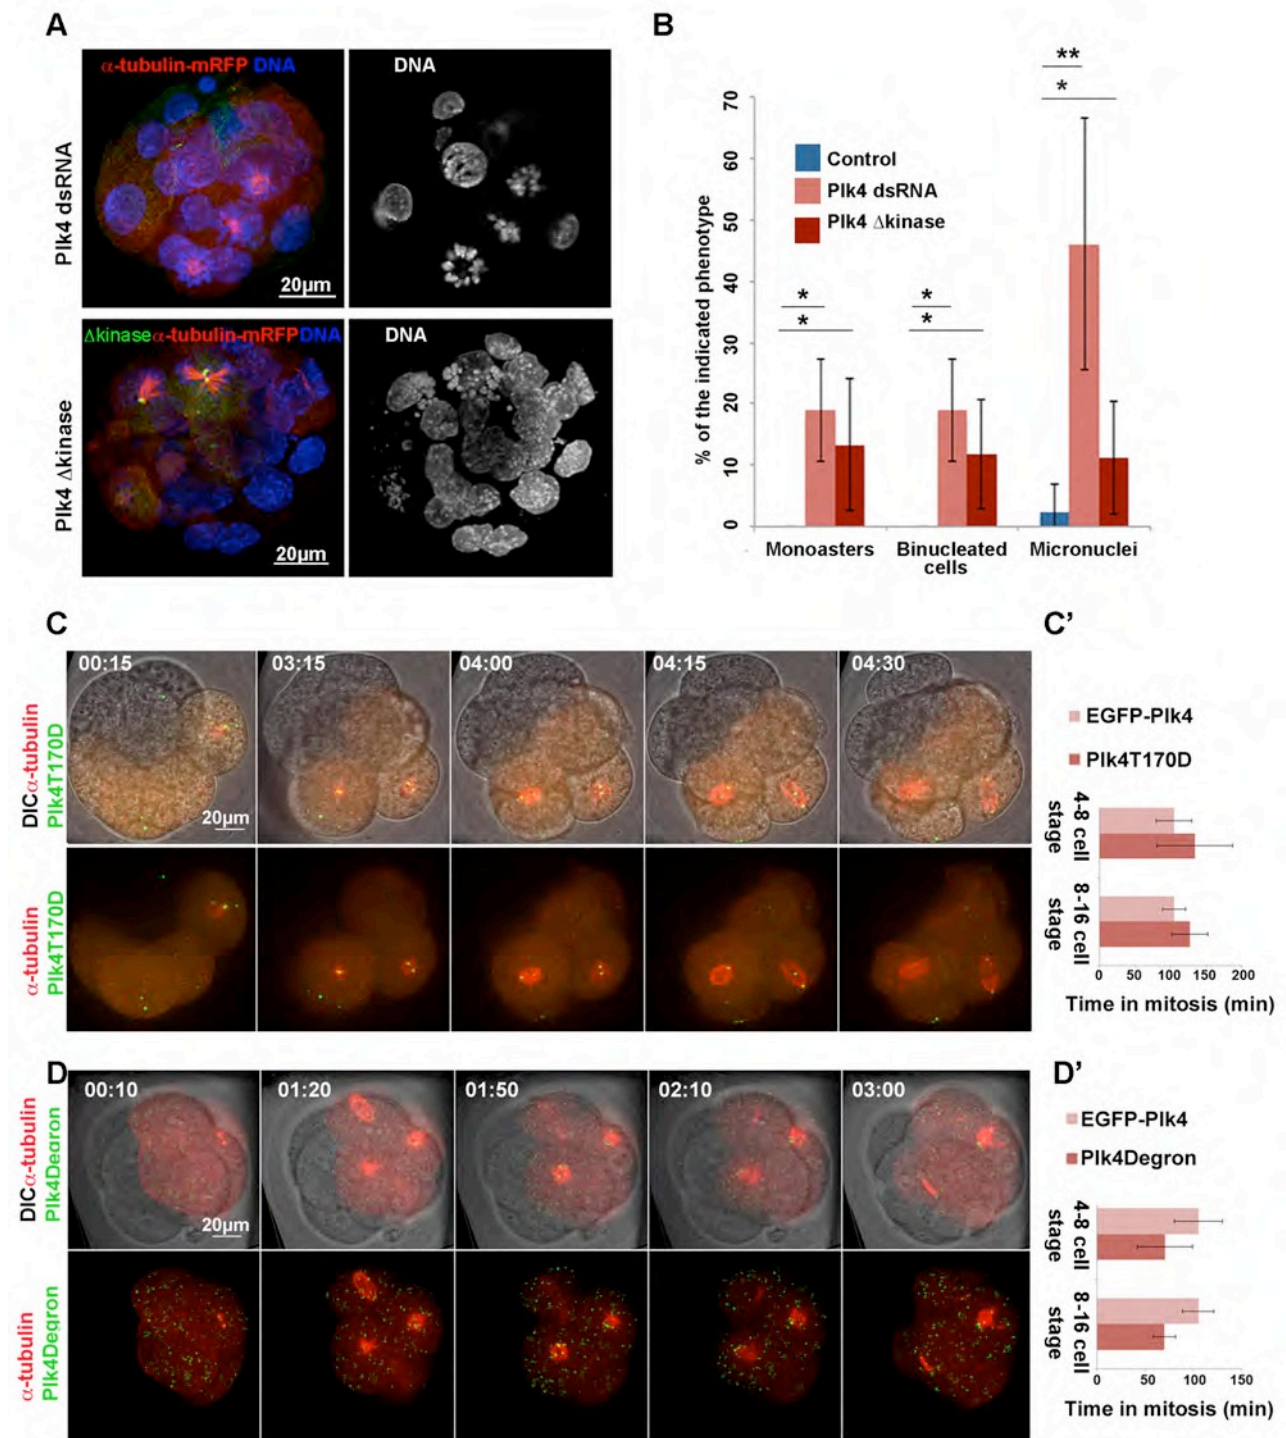 A
α-tubulin-mRFP DNA
DNA
Plk4 dsRNA
20µm
Δkinase α-tubulin-mRFP DNA
DNA
Plk4 Δkinase
20µm
B
**
*
% of the indicated phenotype
70
60
50
40
30
20
10
0
Control
Plk4 dsRNA
Plk4 Δkinase
*
*
*
*
Monoasters
Binucleated
cells
Micronuclei
C
00:15
03:15
04:00
04:15
04:30
DIC α-tubulin
Plk4T170D
20µm
α-tubulin
Plk4T170D
C'
EGFP-Plk4
Plk4T170D
4-8 cell
stage
8-16 cell
stage
0 50 100 150 200
Time in mitosis (min)
D
00:10
01:20
01:50
02:10
03:00
DIC α-tubulin
Plk4Degron
20µm
α-tubulin
Plk4Degron
D'
EGFP-Plk4
Plk4Degron
4-8 cell
stage
8-16 cell
stage
0 50 100 150
Time in mitosis (min)